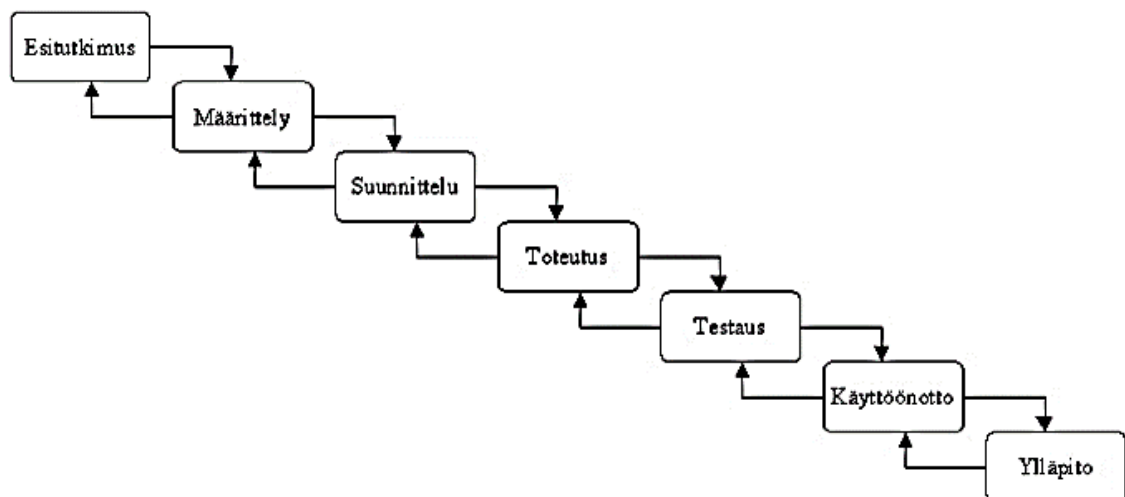 Esitutkimus
Määrittely
Suunnittelu
Toteutus
Testaus
Käyttöönotto
Ylläpito